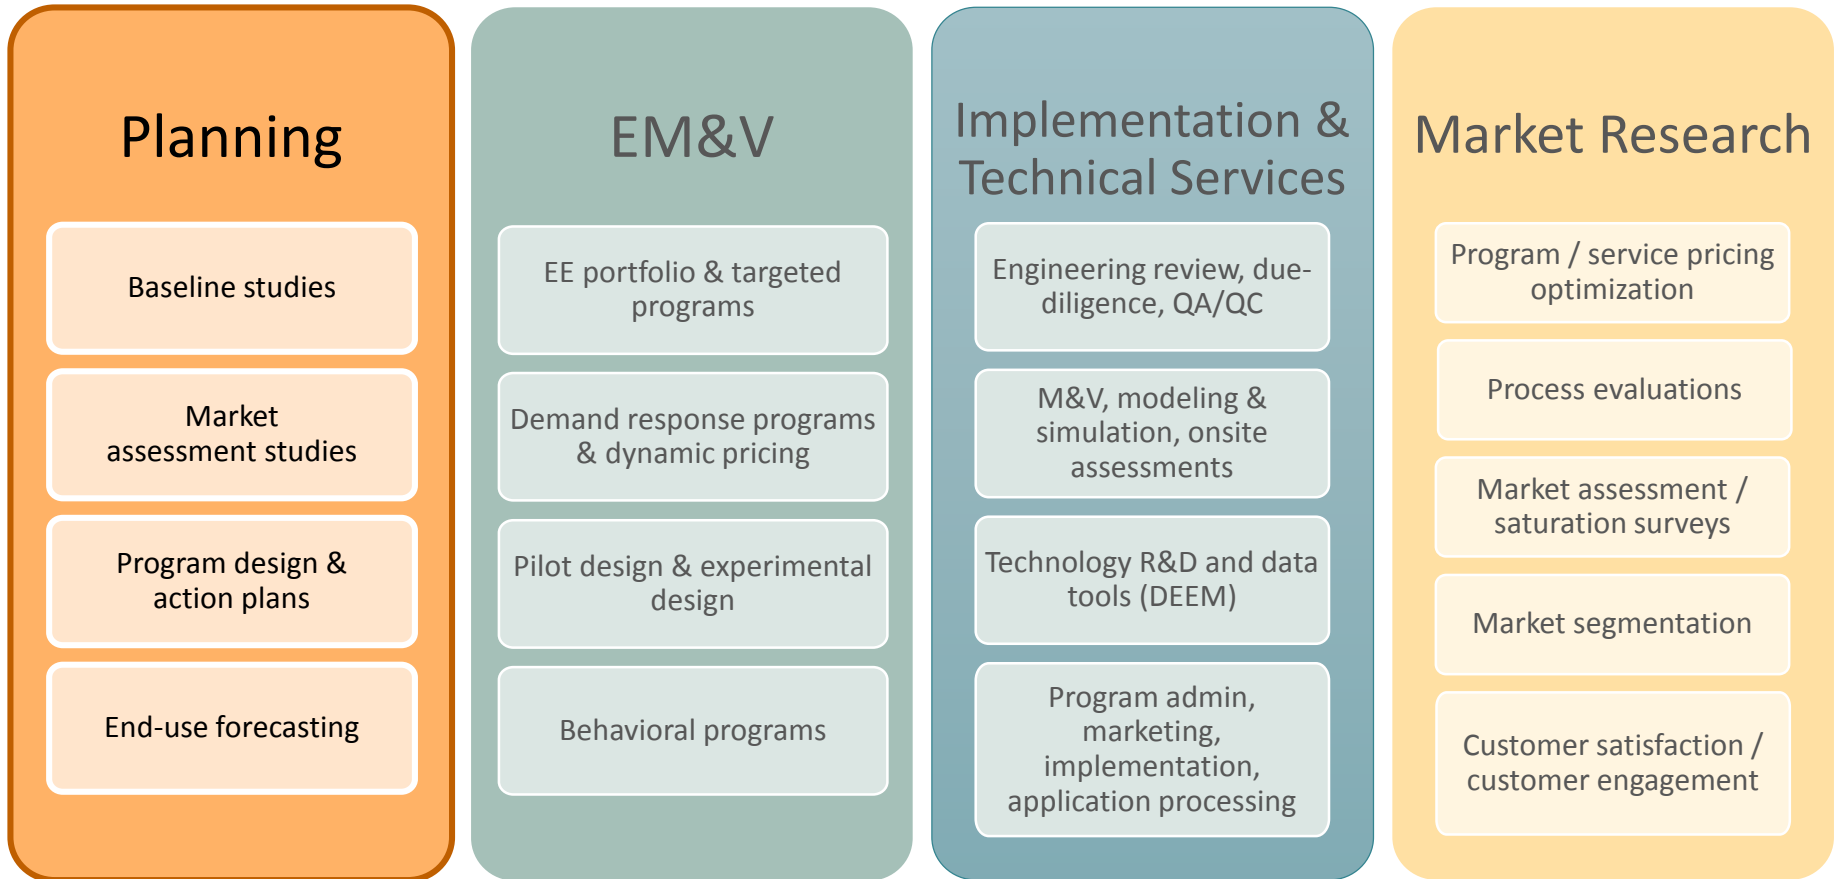 Planning
Baseline studies
Market
assessment studies
Program design &
action plans
End-use forecasting
EM&V
EE portfolio & targeted
programs
Demand response programs
& dynamic pricing
Pilot design & experimental
design
Behavioral programs
Implementation &
Technical Services
Engineering review, due-
diligence, QA/QC
M&V, modeling &
simulation, onsite
assessments
Technology R&D and data
tools (DEEM)
Program admin,
marketing,
implementation,
application processing
Market Research
Program / service pricing
optimization
Process evaluations
Market assessment /
saturation surveys
Market segmentation
Customer satisfaction /
customer engagement